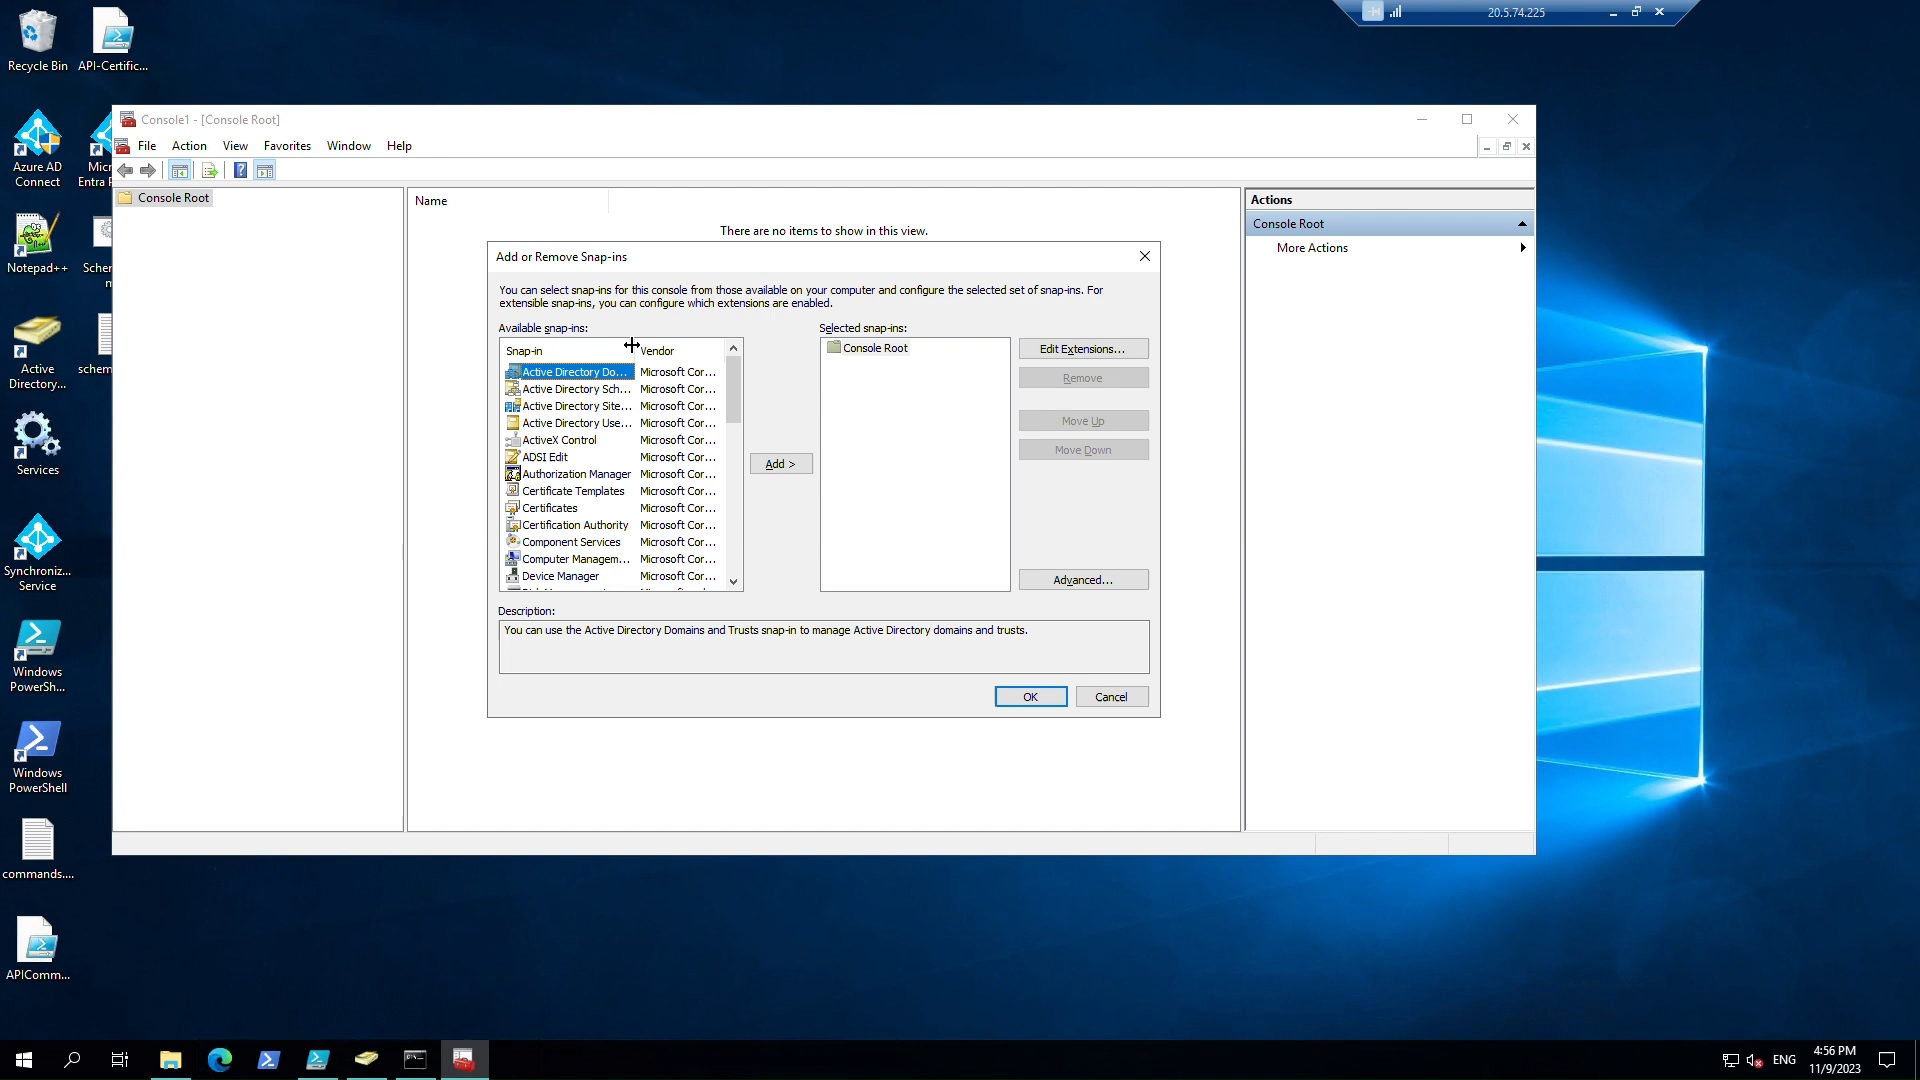 20.5.74.225
Recycle Bin
API-Certific...
Azure AD
Connect
Notepad++
Active
Directory...
Services
Synchroniz...
Service
Windows
PowerSh...
Windows
PowerShell
commands....
APIComm...
Console1 - [Console Root]
File Action View Favorites Window Help
Console Root
Name
There are no items to show in this view.
Actions
Console Root
More Actions
Add or Remove Snap-ins
You can select snap-ins for this console from those available on your computer and configure the selected set of snap-ins. For
extensible snap-ins, you can configure which extensions are enabled.
Available snap-ins:
Snap-in Vendor
Active Directory Do... Microsoft Cor...
Active Directory Sch... Microsoft Cor...
Active Directory Site... Microsoft Cor...
Active Directory Use... Microsoft Cor...
ActiveX Control Microsoft Cor...
ADSI Edit Microsoft Cor...
Authorization Manager Microsoft Cor...
Certificate Templates Microsoft Cor...
Certificates Microsoft Cor...
Certification Authority Microsoft Cor...
Component Services Microsoft Cor...
Computer Managem... Microsoft Cor...
Device Manager Microsoft Cor...
Add >
Selected snap-ins:
Console Root
Edit Extensions...
Remove
Move Up
Move Down
Advanced...
Description:
You can use the Active Directory Domains and Trusts snap-in to manage Active Directory domains and trusts.
OK
Cancel
ENG
4:56 PM
11/9/2023